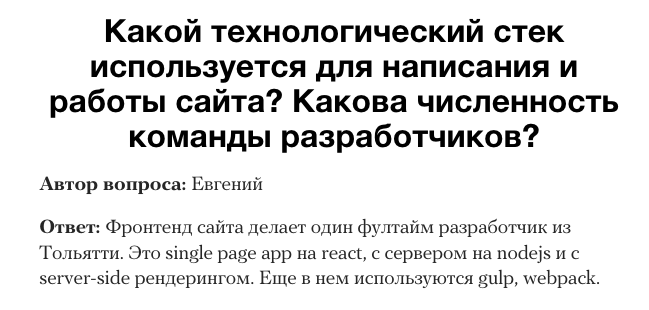 Какой технологический стек
используется для написания и
работы сайта? Какова численность
команды разработчиков?
Автор вопроса: Евгений
Ответ: Фронтенд сайта делает один фултайм разработчик из
Тольятти. Это single page app на react, с сервером на nodejs и с
server-side рендерингом. Еще в нем используются gulp, webpack.